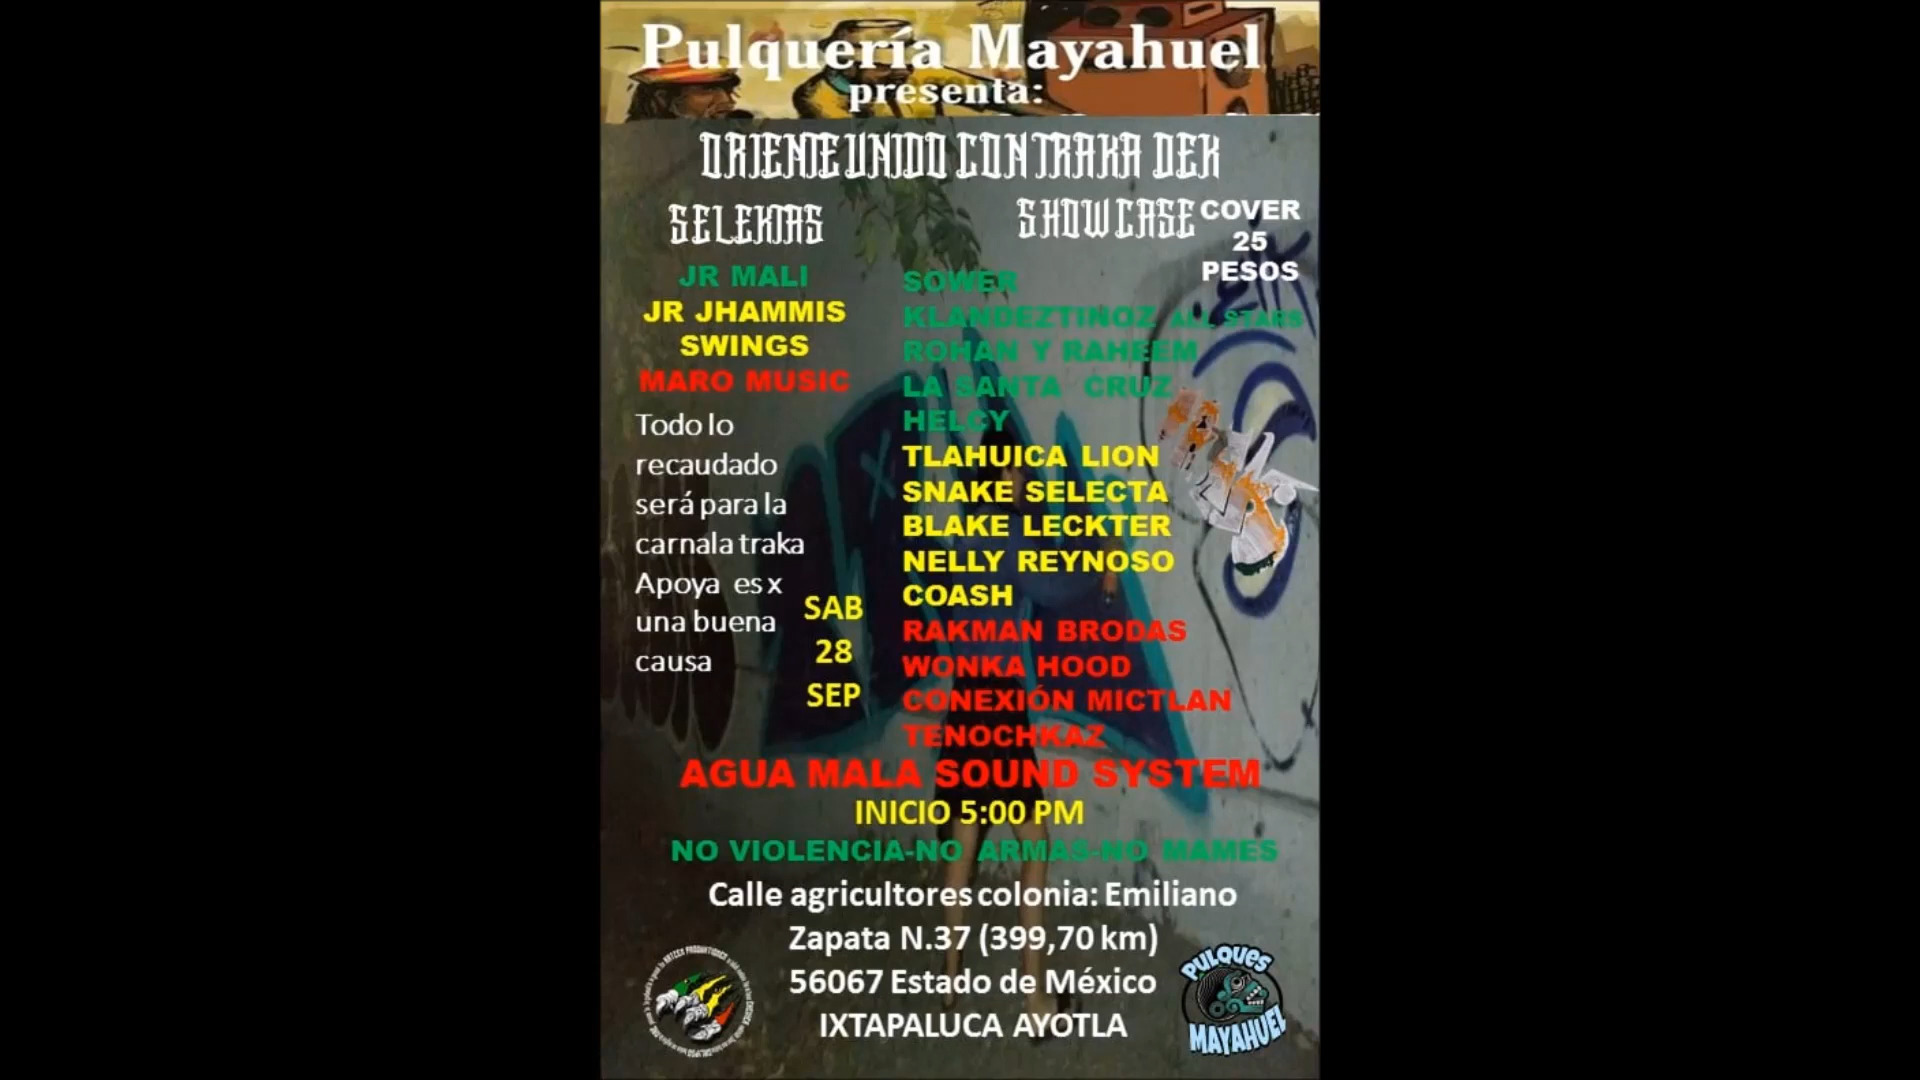 Pulquería Mayahuel
presenta:
ORIENTE UNIDO CON TRAKA DEK
SELEKTAS
JR MALI
JR JHAMMIS
SWINGS
MARO MUSIC
Todo lo
recaudado
será para la
carnala traka
Apoya es x
una buena
causa
SAB
28
SEP
SHOWCASE
COVER
25
PESOS
SOWER
KLANDEZTINOZ ALL STARS
ROHAN Y RAHEEM
LA SANTA CRUZ
HELCY
TLAHUICA LION
SNAKE SELECTA
BLAKE LECKTER
NELLY REYNOSO
COASH
RAKMAN BRODAS
WONKA HOOD
CONEXIÓN MICTLAN
TENOCHKAZ
AGUA MALA SOUND SYSTEM
INICIO 5:00 PM
NO VIOLENCIA-NO ARMAS-NO MAMES
Calle agricultores colonia: Emiliano
Zapata N.37 (399,70 km)
56067 Estado de México
IXTAPALUCA AYOTLA
PULQUES
MAYAHUEL